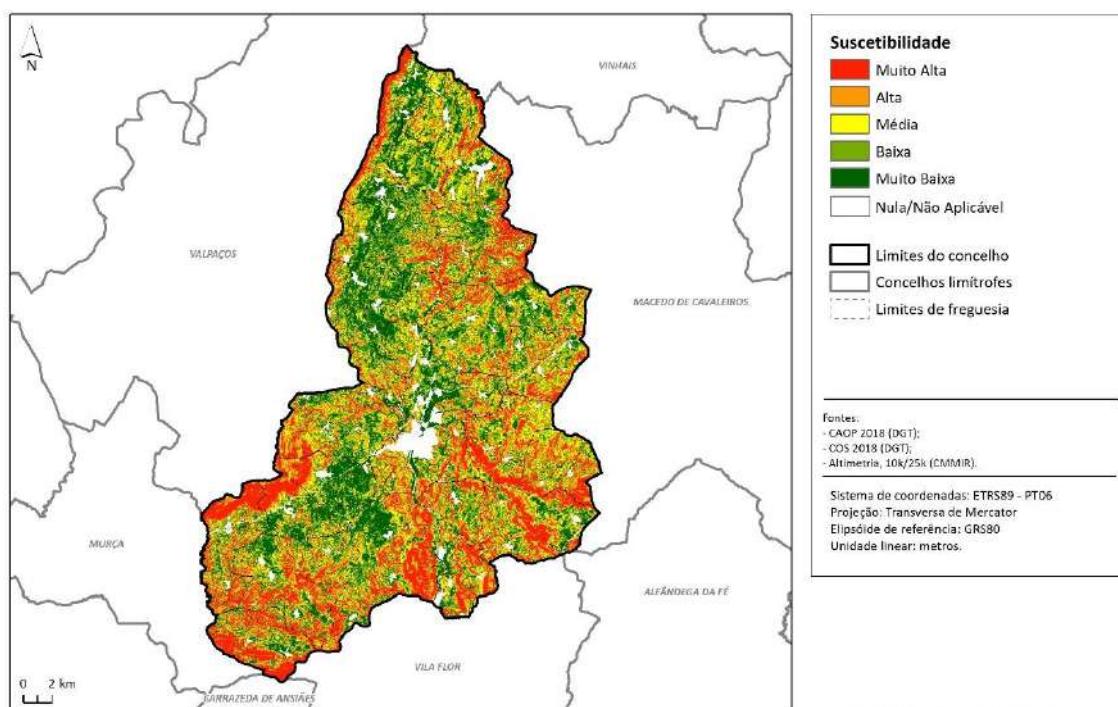 N
VINHAIS
VALPAÇOS
MACEDO DE CAVALEIROS
MURÇA
ALFÂNDEGA DA FÉ
VILA FLOR
CARRAZEDA DE ANSIÃES
0 2 km
Suscetibilidade
Muito Alta
Alta
Média
Baixa
Muito Baixa
Nula/Não Aplicável
Limites do concelho
Concelhos limítrofes
Limites de freguesia
Fontes:
- CAOP 2018 (DGT);
- COS 2018 (DGT);
- Altimetria, 10k/25k (CMMIR).
Sistema de coordenadas: ETRS89 - PT06
Projeção: Transversa de Mercator
Elipsóide de referência: GRS80
Unidade linear: metros.